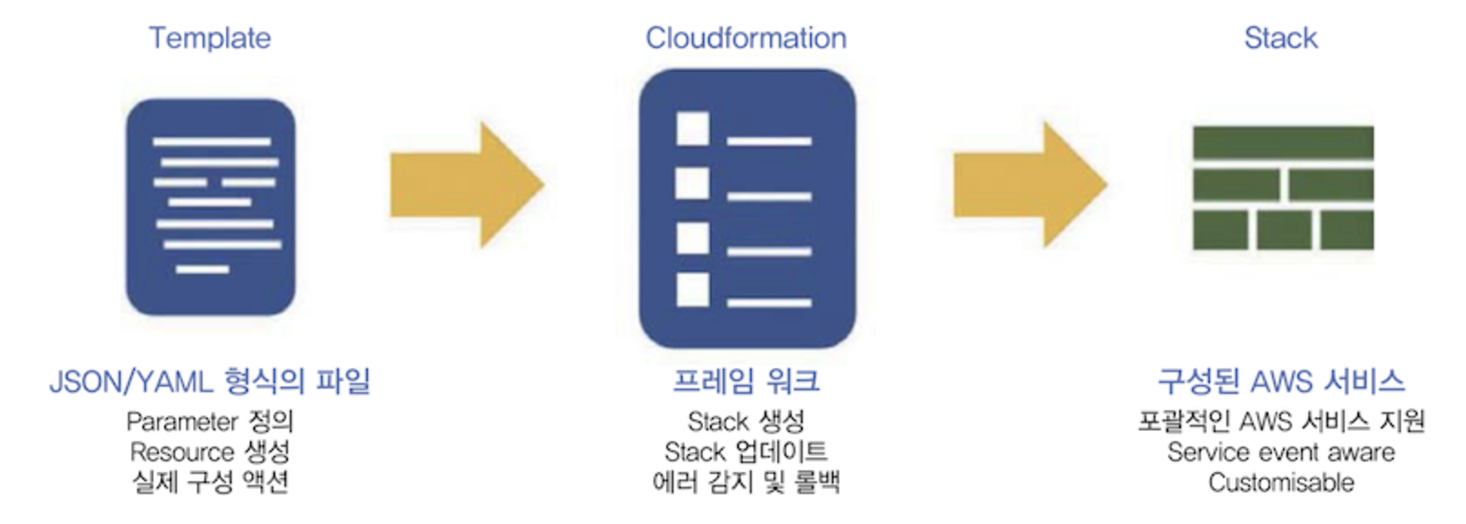 Template
JSON/YAML 형식의 파일
Parameter 정의
Resource 생성
실제 구성 액션
Cloudformation
프레임 워크
Stack 생성
Stack 업데이트
에러 감지 및 롤백
Stack
구성된 AWS 서비스
포괄적인 AWS 서비스 지원
Service event aware
Customisable